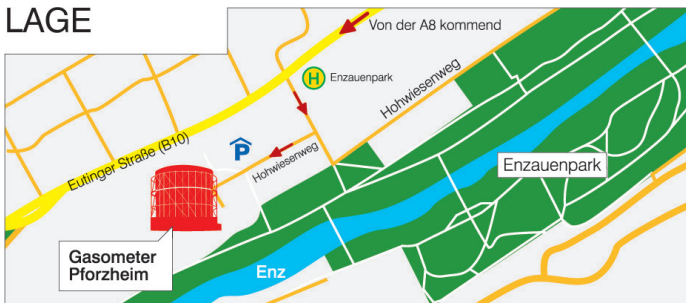 LAGE
Von der A8 kommend
H
Enzauenpark
Hohwiesenweg
Eutinger Straße (B10)
P
Hohwiesenweg
Enzauenpark
Gasometer
Pforzheim
Enz